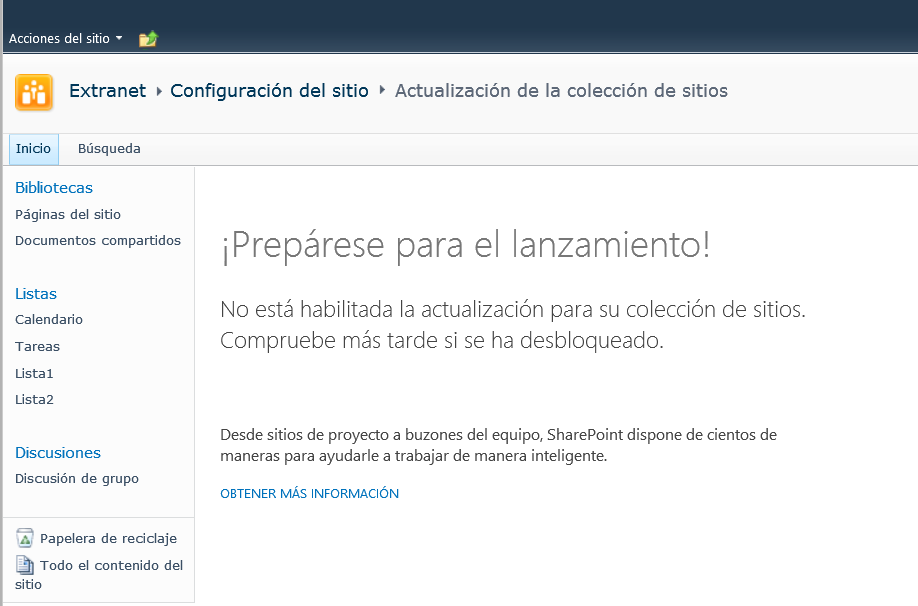 Acciones del sitio
Extranet Configuración del sitio Actualización de la colección de sitios
Inicio Búsqueda
Bibliotecas
Páginas del sitio
Documentos compartidos
Listas
Calendario
Tareas
Lista1
Lista2
Discusiones
Discusión de grupo
Papelera de reciclaje
Todo el contenido del
sitio
¡Prepárese para el lanzamiento!
No está habilitada la actualización para su colección de sitios.
Compruebe más tarde si se ha desbloqueado.
Desde sitios de proyecto a buzones del equipo, SharePoint dispone de cientos de
maneras para ayudarle a trabajar de manera inteligente.
OBTENER MÁS INFORMACIÓN